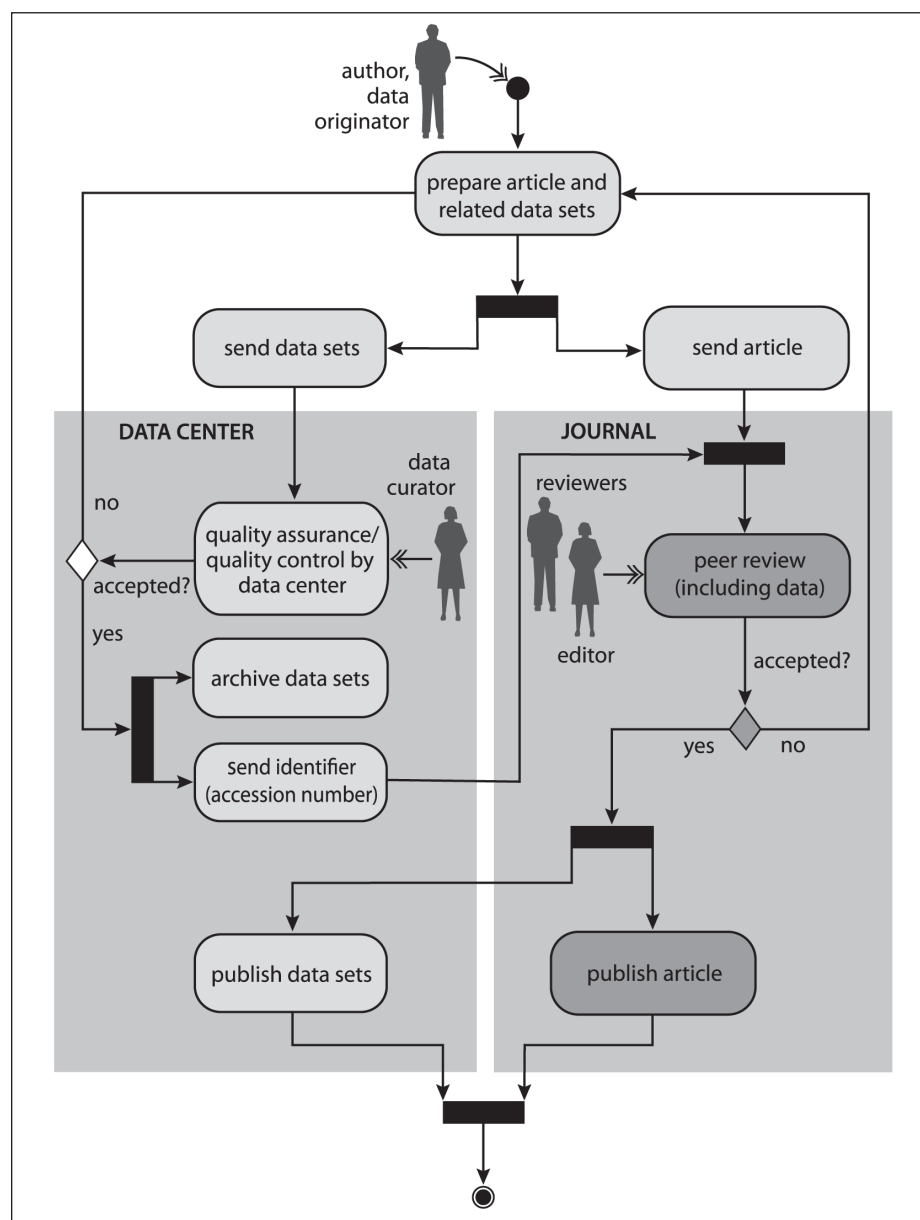 author,
data
originator
prepare article and
related data sets
send data sets
send article
DATA CENTER
JOURNAL
data
curator
reviewers
no
quality assurance/
quality control by
data center
accepted?
peer review
(including data)
editor
accepted?
yes
archive data sets
send identifier
(accession number)
yes
no
publish data sets
publish article